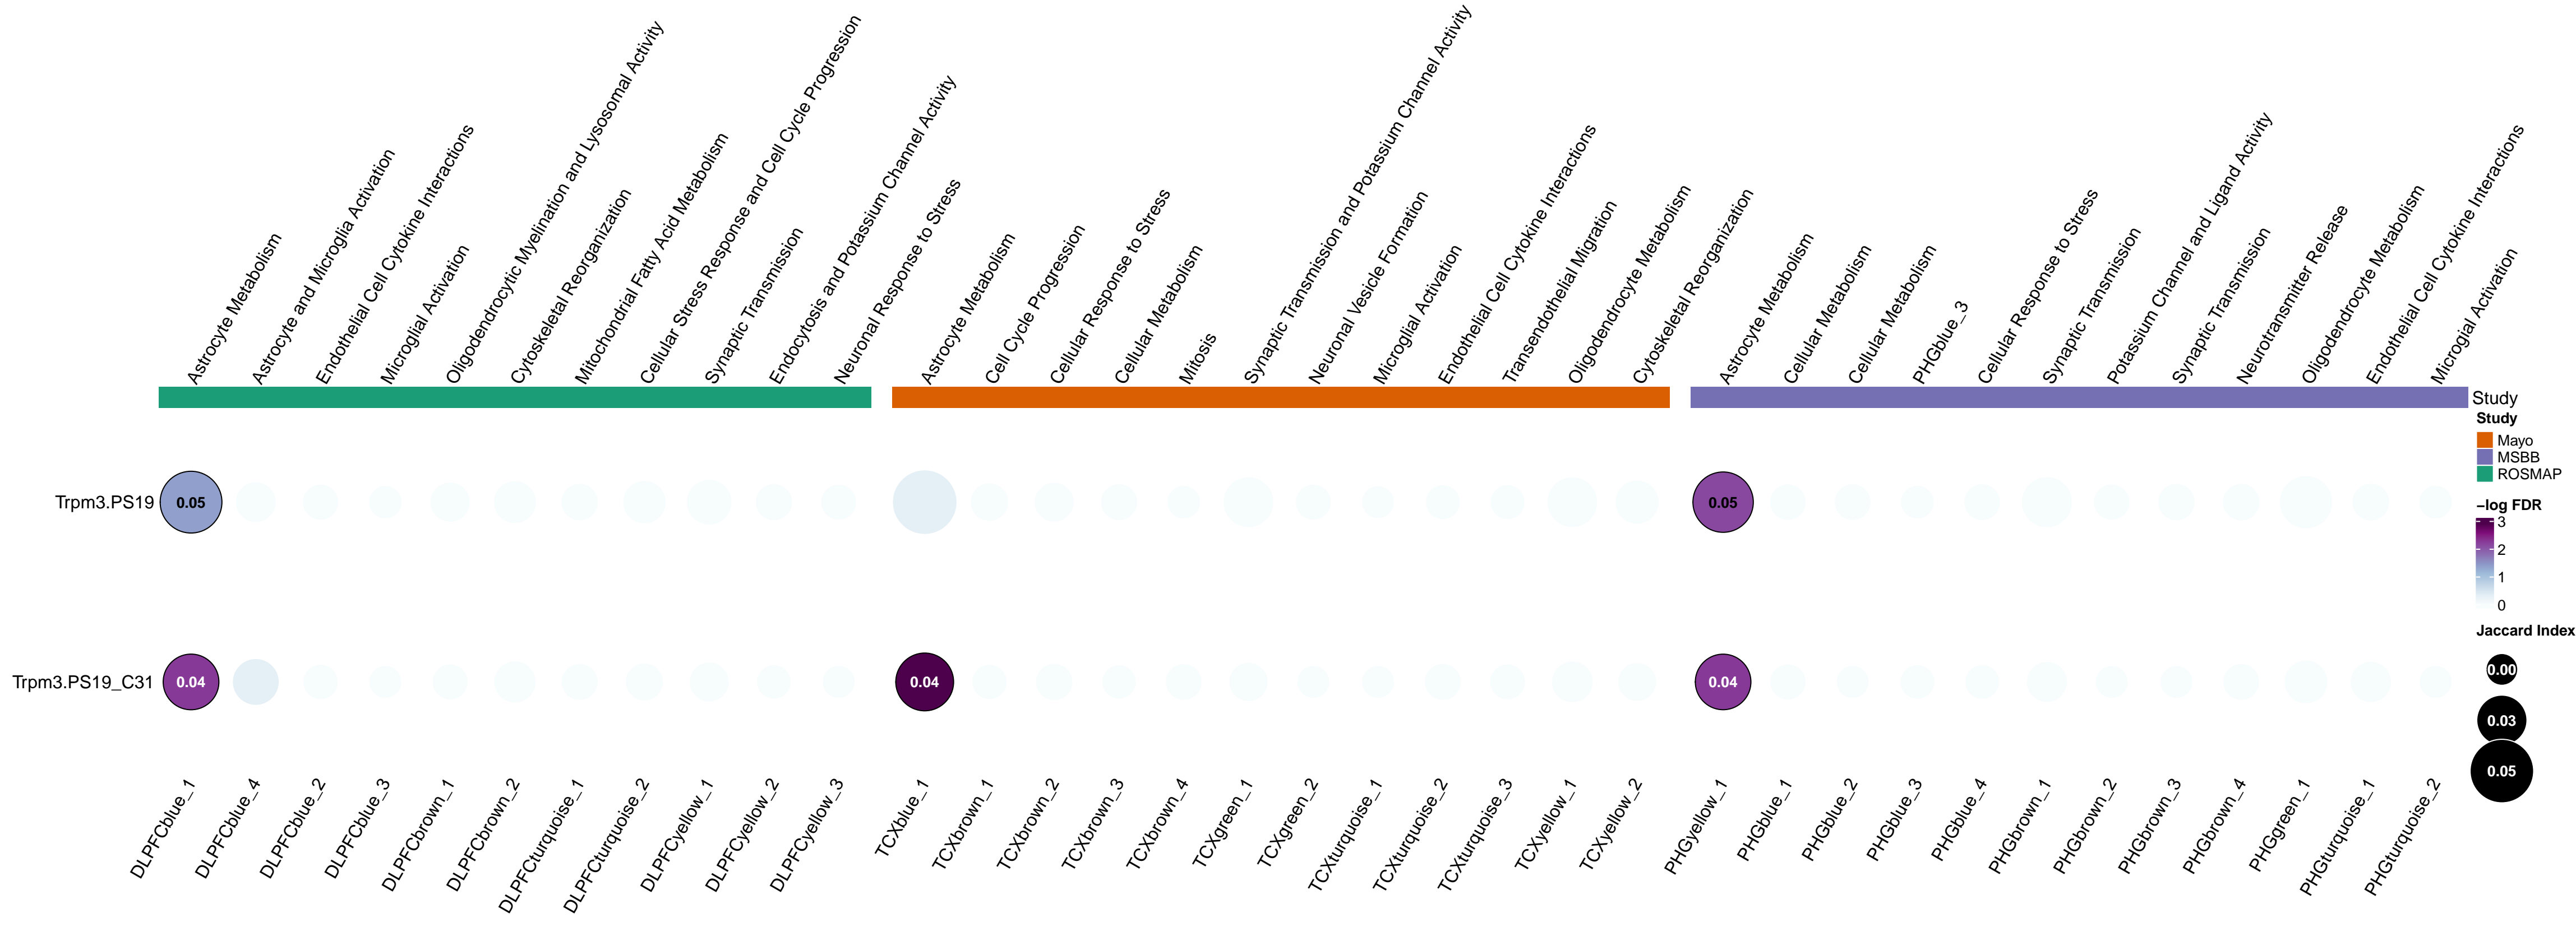 Astrocyte Metabolism
Astrocyte and Microglia Activation
Endothelial Cell Cytokine Interactions
Microglial Activation
Oligodendrocytic Myelination and Lysosomal Activity
Cytoskeletal Reorganization
Mitochondrial Fatty Acid Metabolism
Cellular Stress Response and Cell Cycle Progression
Synaptic Transmission
Endocytosis and Potassium Channel Activity
Neuronal Response to Stress
Astrocyte Metabolism
Cell Cycle Progression
Cellular Response to Stress
Cellular Metabolism
Mitosis
Synaptic Transmission and Potassium Channel Activity
Neuronal Vesicle Formation
Microglial Activation
Endothelial Cell Cytokine Interactions
Transendothelial Migration
Oligodendrocyte Metabolism
Cytoskeletal Reorganization
Astrocyte Metabolism
Cellular Metabolism
Cellular Metabolism
PHGblue_3
Cellular Response to Stress
Synaptic Transmission
Potassium Channel and Ligand Activity
Synaptic Transmission
Neurotransmitter Release
Oligodendrocyte Metabolism
Endothelial Cell Cytokine Interactions
Microglial Activation
Study
Study
Mayo
MSBB
ROSMAP
−log FDR
3
2
1
0
Jaccard Index
0.00
0.03
0.05
Trpm3.PS19
0.05
0.05
Trpm3.PS19_C31
0.04
0.04
0.04
DLPFCblue_1
DLPFCblue_4
DLPFCblue_2
DLPFCblue_3
DLPFCbrown_1
DLPFCbrown_2
DLPFCturquoise_1
DLPFCturquoise_2
DLPFCyellow_1
DLPFCyellow_2
DLPFCyellow_3
TCXblue_1
TCXbrown_1
TCXbrown_2
TCXbrown_3
TCXbrown_4
TCXgreen_1
TCXgreen_2
TCXturquoise_1
TCXturquoise_2
TCXturquoise_3
TCXyellow_1
TCXyellow_2
PHGyellow_1
PHGblue_1
PHGblue_2
PHGblue_3
PHGblue_4
PHGbrown_1
PHGbrown_2
PHGbrown_3
PHGbrown_4
PHGgreen_1
PHGturquoise_1
PHGturquoise_2